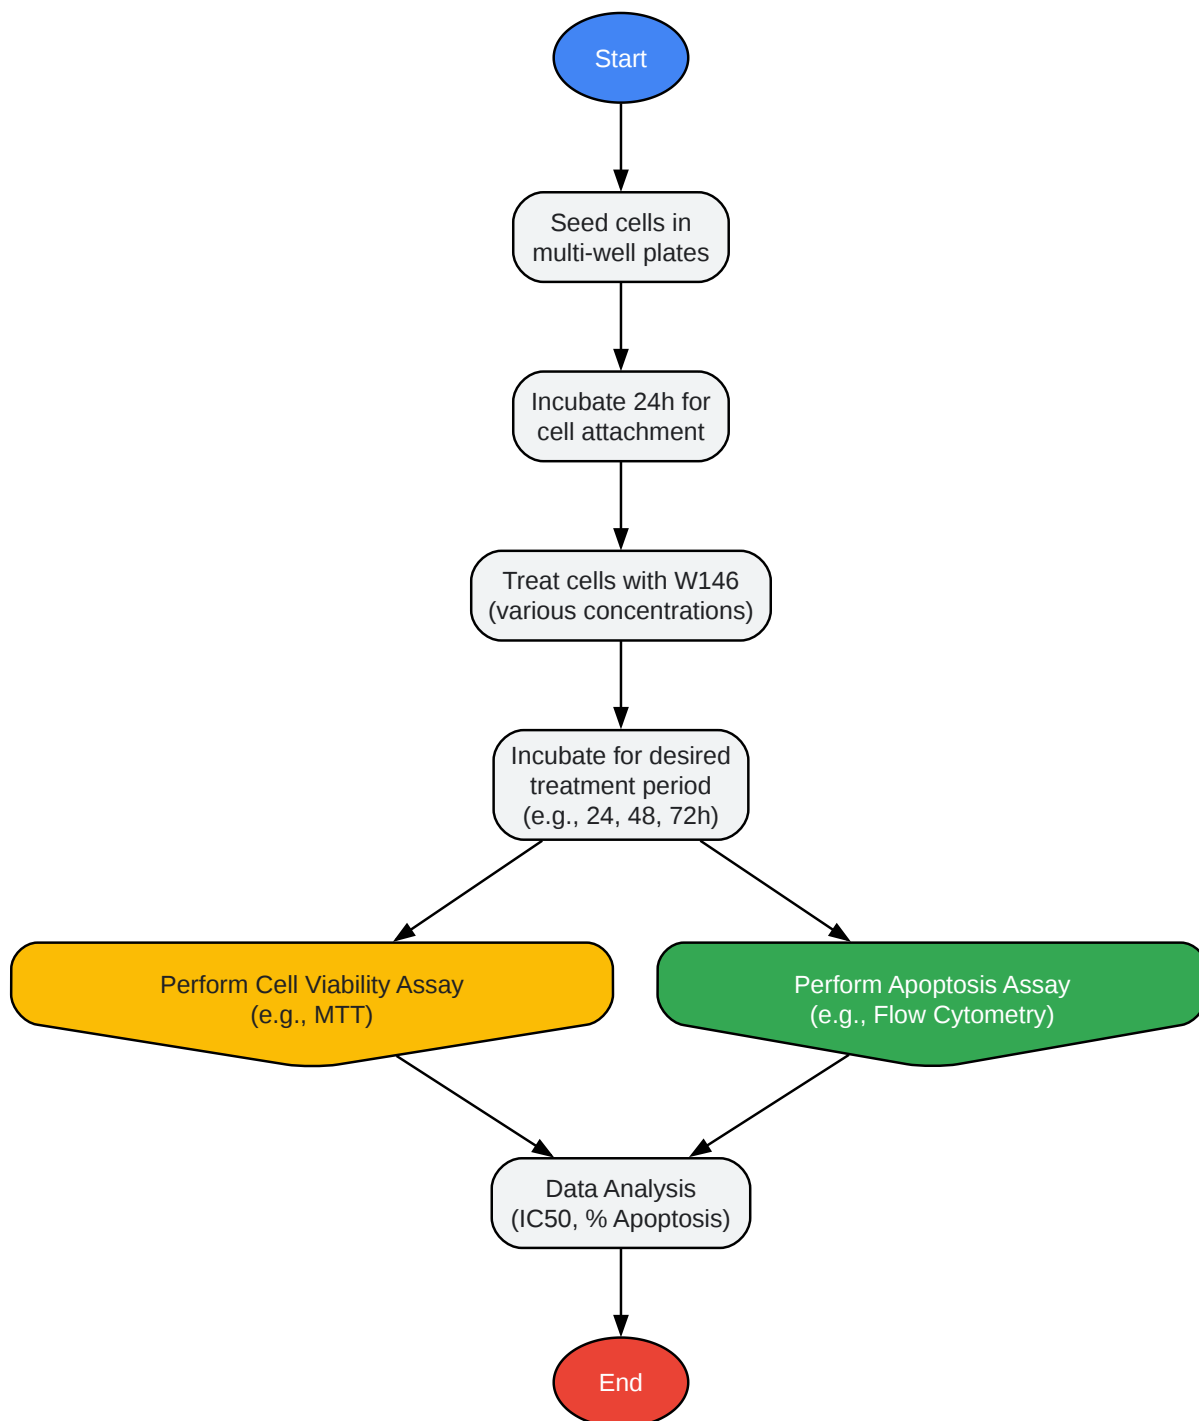 Start
Seed cells in
multi-well plates
Incubate 24h for
cell attachment
Treat cells with W146
(various concentrations)
Incubate for desired
treatment period
(e.g., 24, 48, 72h)
Perform Cell Viability Assay
(e.g., MTT)
Perform Apoptosis Assay
(e.g., Flow Cytometry)
Data Analysis
(IC50, % Apoptosis)
End